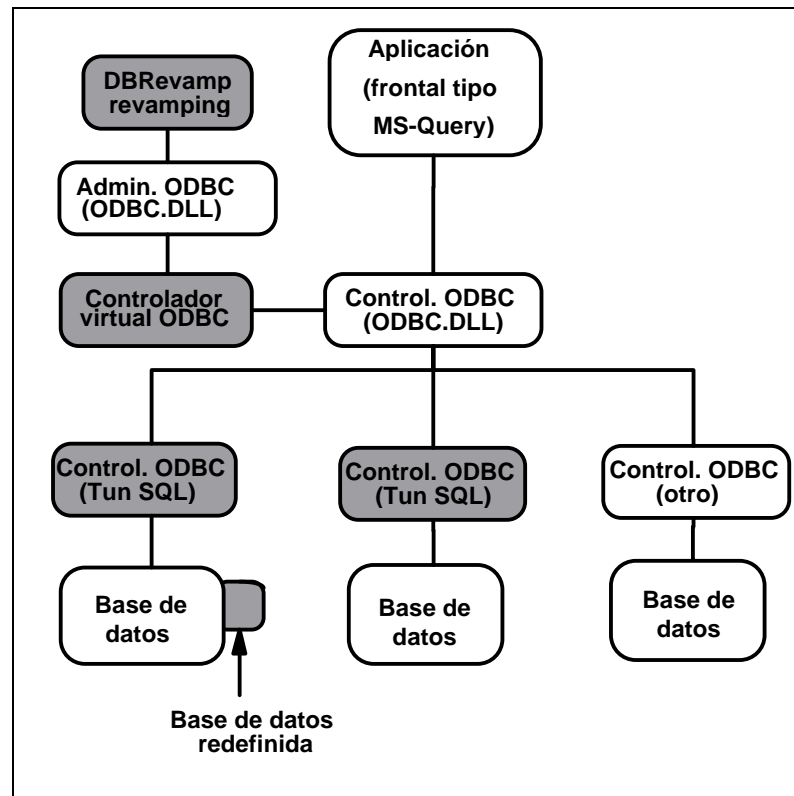 DBRevamp
revamping
Aplicación
(frontal tipo
MS-Query)
Admin. ODBC
(ODBC.DLL)
Controlador
virtual ODBC
Control. ODBC
(ODBC.DLL)
Control. ODBC
(Tun SQL)
Control. ODBC
(Tun SQL)
Control. ODBC
(otro)
Base de
datos
Base de
datos
Base de
datos
Base de datos
redefinida